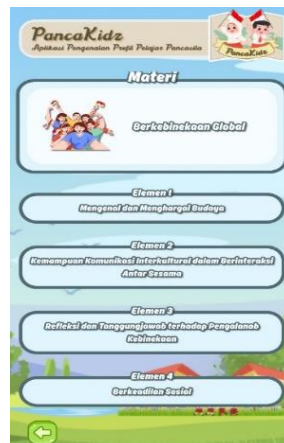 PancaKidz
Aplikasi Pengenalan Profil Pelajar Pancasila
PancaKidz
Materi
Berkebinekaan Global
Elemen 1
Mengenal dan Menghargai Budaya
Elemen 2
Kemampuan Komunikasi Interkultural dalam Berinteraksi
Antar Sesama
Elemen 3
Refleksi dan Tanggungjawab terhadap Pengalanab
Kebinekaan
Elemen 4
Berkeadilan Sosial